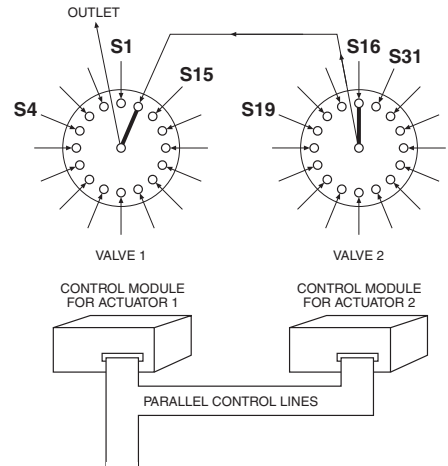 OUTLET
S1
S15
S4
S16
S31
S19
VALVE 1
VALVE 2
CONTROL MODULE
FOR ACTUATOR 1
CONTROL MODULE
FOR ACTUATOR 2
PARALLEL CONTROL LINES